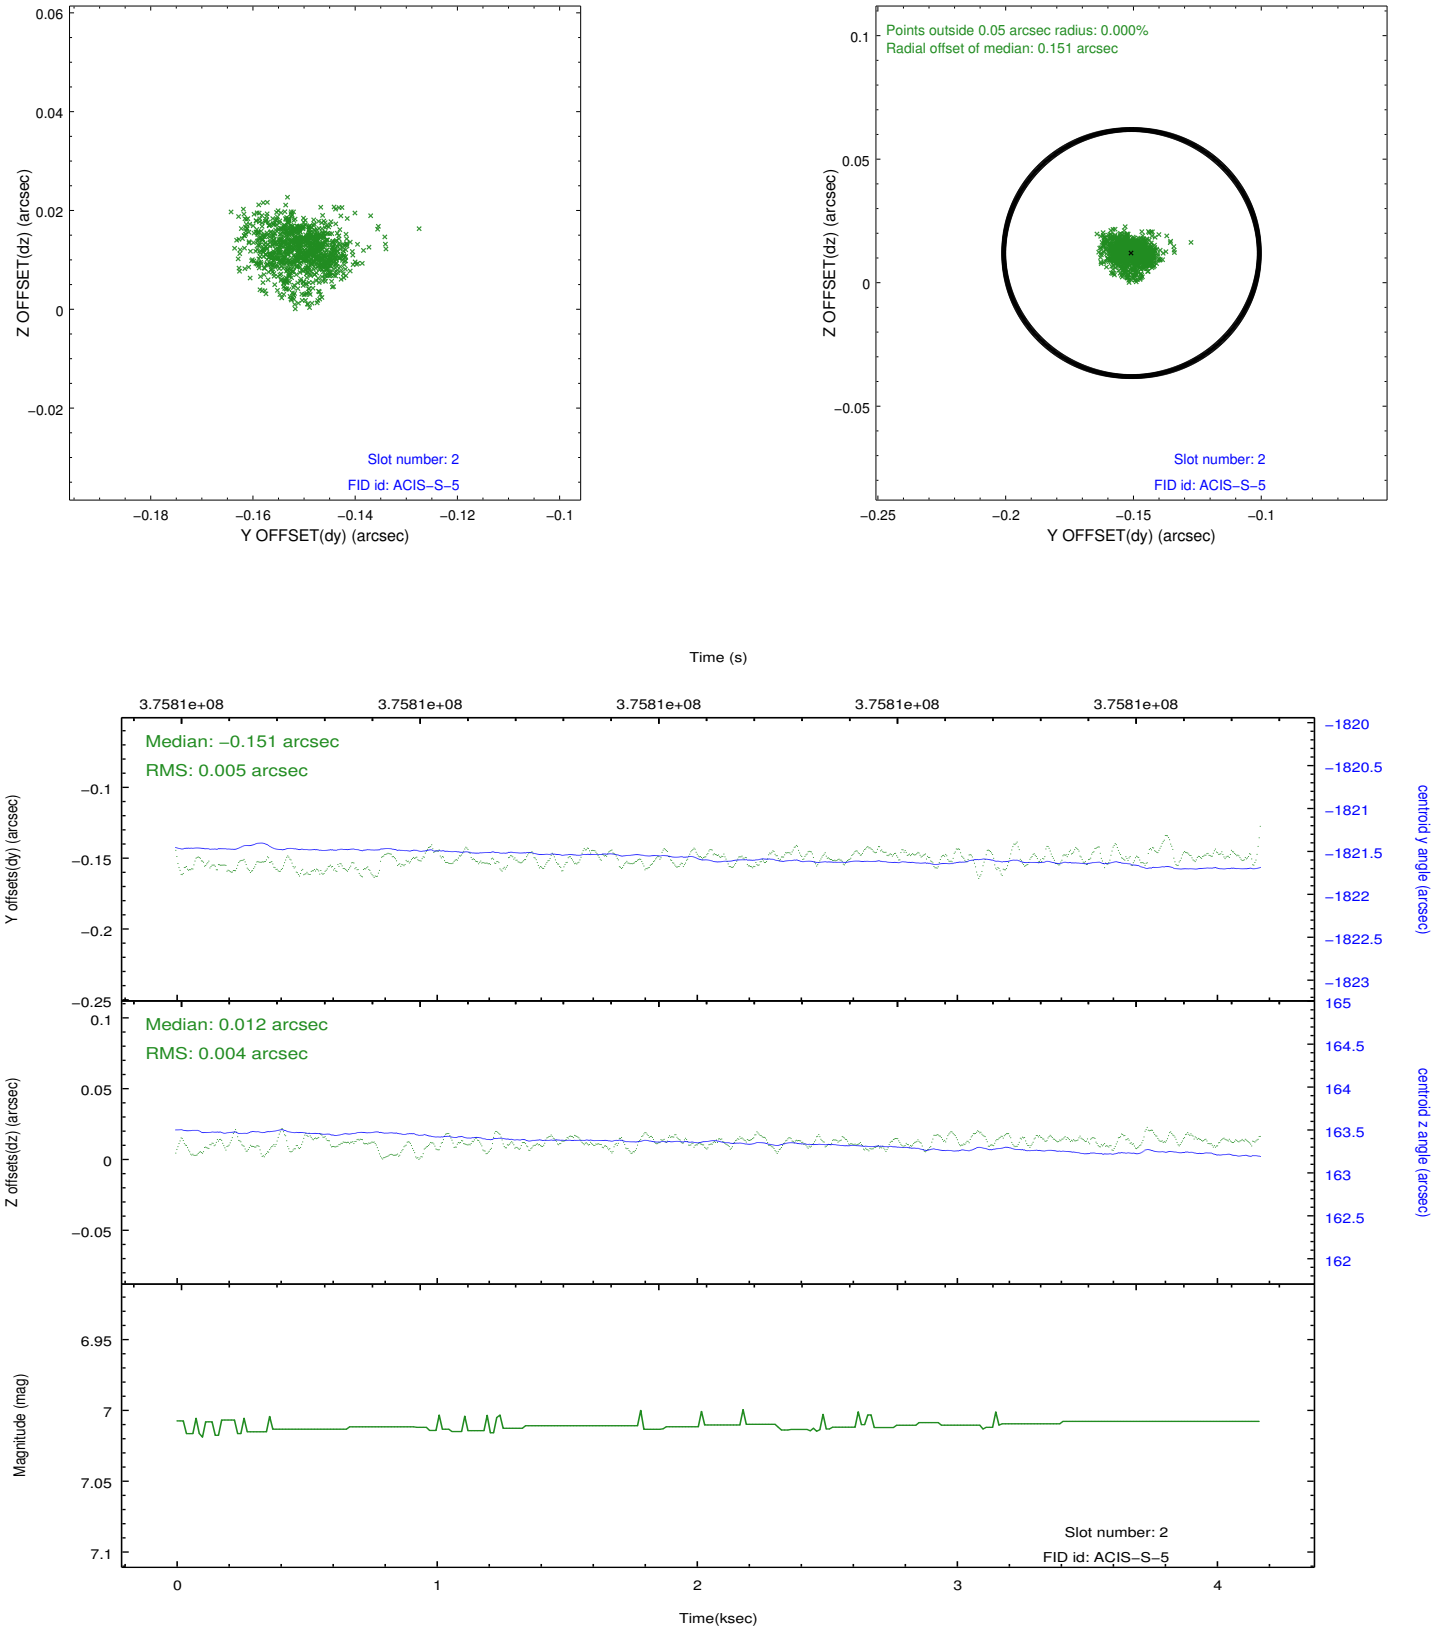 0.06
0.04
0.02
0
−0.02
Z OFFSET(dz) (arcsec)
Slot number: 2
FID id: ACIS−S−5
−0.18 −0.16 −0.14 −0.12 −0.1
Y OFFSET(dy) (arcsec)
Points outside 0.05 arcsec radius: 0.000%
Radial offset of median: 0.151 arcsec
0.1
0.05
0
−0.05
Z OFFSET(dz) (arcsec)
Slot number: 2
FID id: ACIS−S−5
−0.25 −0.2 −0.15 −0.1
Y OFFSET(dy) (arcsec)
Time (s)
3.7581e+08 3.7581e+08 3.7581e+08 3.7581e+08 3.7581e+08
Median: −0.151 arcsec
RMS: 0.005 arcsec
−0.1
−0.15
−0.2
−0.25
Y offsets(dy) (arcsec)
−1820
−1820.5
−1821
−1821.5
−1822
−1822.5
−1823
centroid y angle (arcsec)
Median: 0.012 arcsec
RMS: 0.004 arcsec
0.1
0.05
0
−0.05
Z offsets(dz) (arcsec)
165
164.5
164
163.5
163
162.5
162
centroid z angle (arcsec)
6.95
7
7.05
7.1
Magnitude (mag)
Slot number: 2
FID id: ACIS−S−5
0 1 2 3 4
Time(ksec)